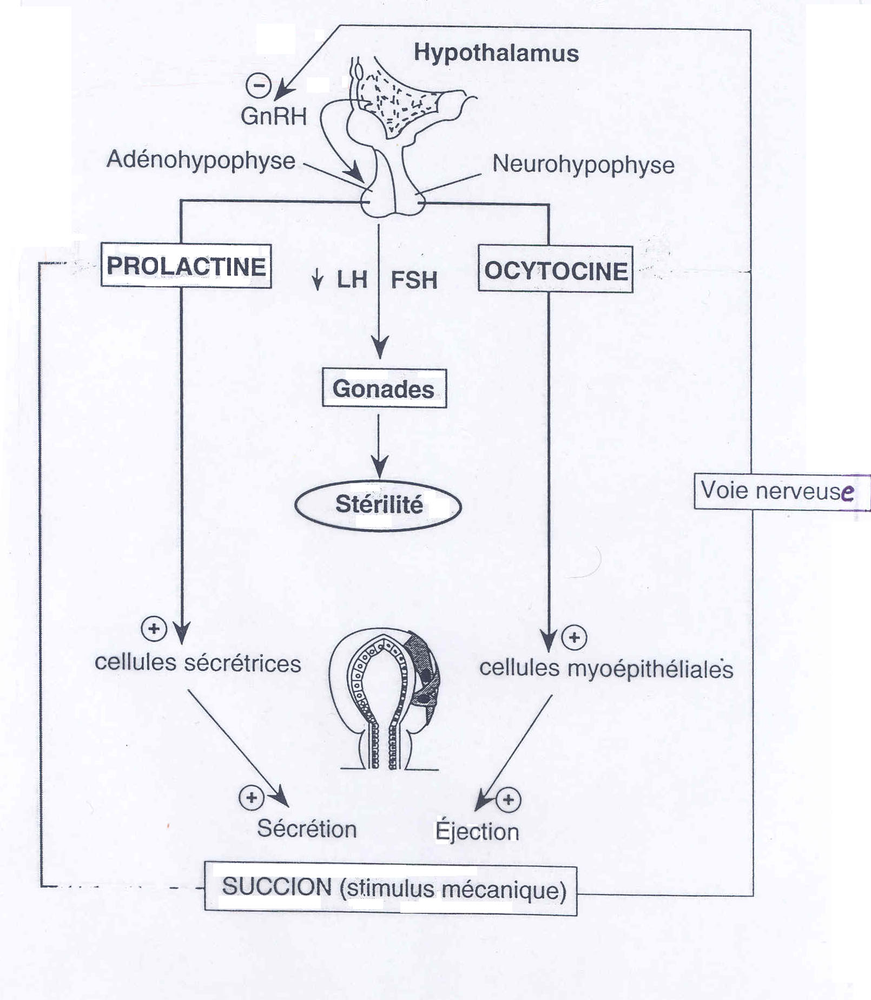 Hypothalamus
−
GnRH
Adénohypophyse
Neurohypophyse
PROLACTINE
↓ LH FSH
OCYTOCINE
Gonades
Voie nerveuse
Stérilité
+
+
cellules sécrétrices
cellules myoépithéliales
+
+
Sécrétion
Éjection
SUCCION (stimulus mécanique)